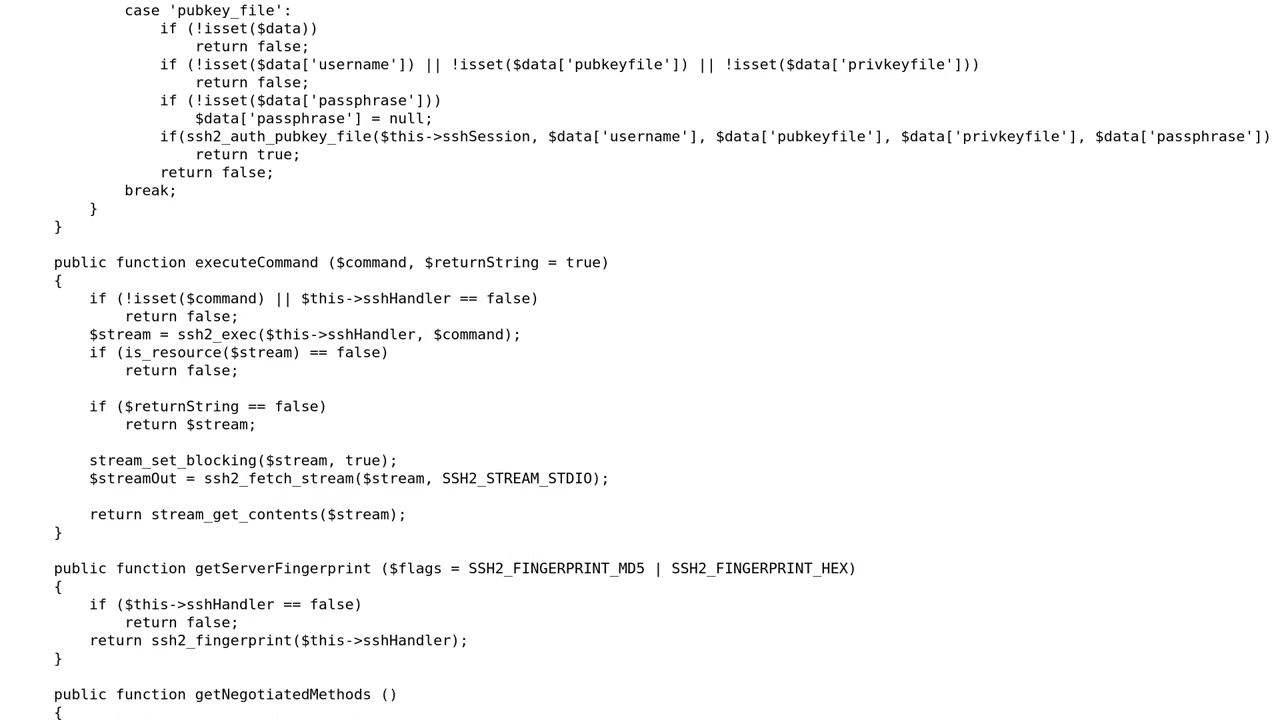 case 'pubkey_file':
if (!isset($data))
return false;
if (!isset($data['username']) || !isset($data['pubkeyfile']) || !isset($data['privkeyfile']))
return false;
if (!isset($data['passphrase']))
$data['passphrase'] = null;
if(ssh2_auth_pubkey_file($this->sshSession, $data['username'], $data['pubkeyfile'], $data['privkeyfile'], $data['passphrase'])
return true;
return false;
break;
}
}
public function executeCommand ($command, $returnString = true)
{
if (!isset($command) || $this->sshHandler == false)
return false;
$stream = ssh2_exec($this->sshHandler, $command);
if (is_resource($stream) == false)
return false;
if ($returnString == false)
return $stream;
stream_set_blocking($stream, true);
$streamOut = ssh2_fetch_stream($stream, SSH2_STREAM_STDIO);
return stream_get_contents($stream);
}
public function getServerFingerprint ($flags = SSH2_FINGERPRINT_MD5 | SSH2_FINGERPRINT_HEX)
{
if ($this->sshHandler == false)
return false;
return ssh2_fingerprint($this->sshHandler);
}
public function getNegotiatedMethods ()
{